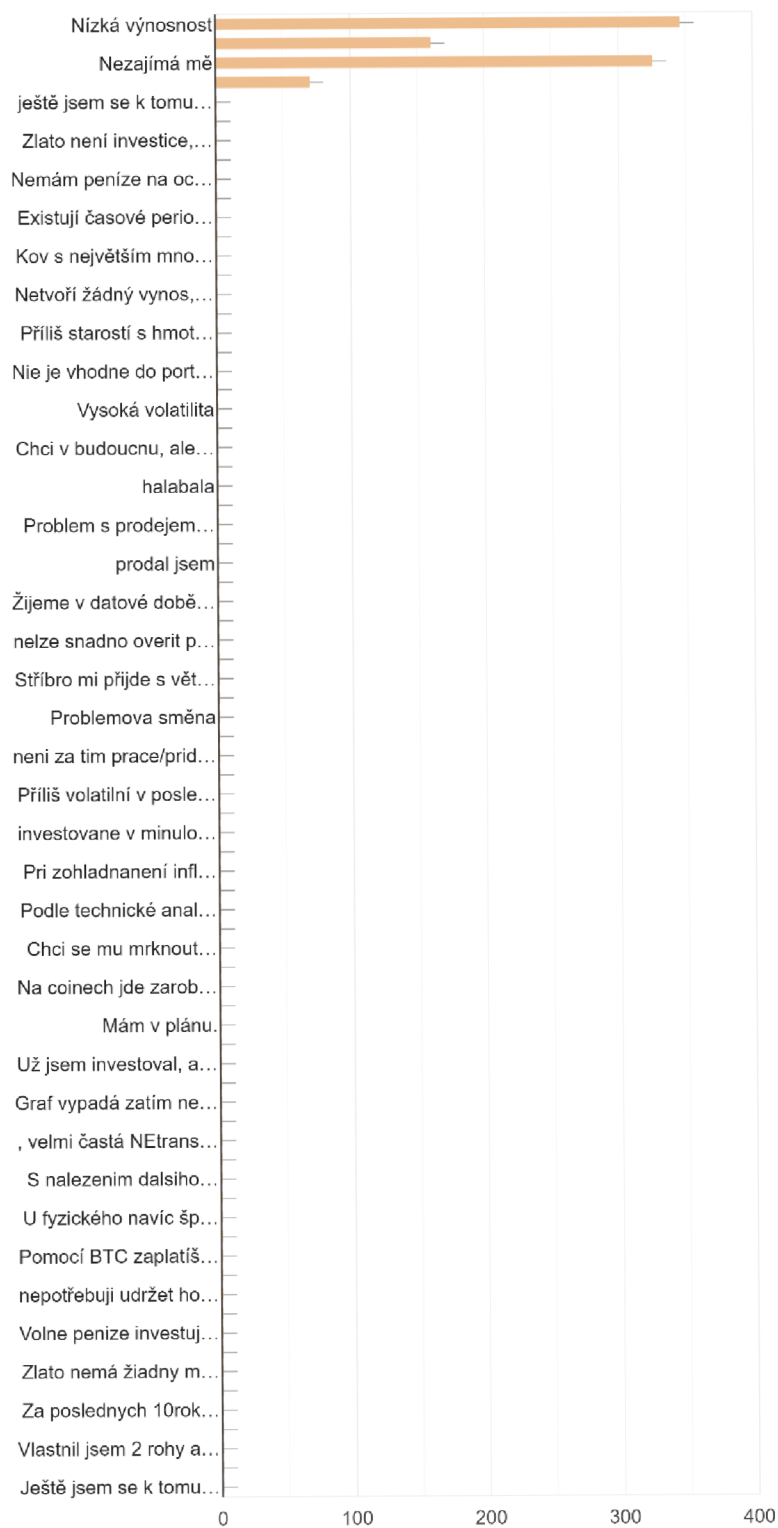 Nízká výnosnost
Nezajímá mě
ještě jsem se k tomu…
Zlato není investice,…
Nemám peníze na oc…
Existují časové perio…
Kov s největším mno…
Netvoří žádný vynos,…
Příliš starostí s hmot…
Nie je vhodne do port…
Vysoká volatilita
Chci v budoucnu, ale…
halabala
Problem s prodejem…
prodal jsem
Žijeme v datové době…
nelze snadno overit p…
Stříbro mi přijde s vět…
Problemova směna
neni za tim prace/prid…
Příliš volatilní v posle…
investovane v minulo…
Pri zohladnanení infl…
Podle technické anal…
Chci se mu mrknout…
Na coinech jde zarob…
Mám v plánu.
Už jsem investoval, a…
Graf vypadá zatím ne…
, velmi častá NEtrans…
S nalezenim dalsiho…
U fyzického navíc šp…
Pomocí BTC zaplatíš…
nepotřebuji udržet ho…
Volne penize investuj…
Zlato nemá žiadny m…
Za poslednych 10rok…
Vlastnil jsem 2 rohy a…
Ještě jsem se k tomu…
0 100 200 300 400